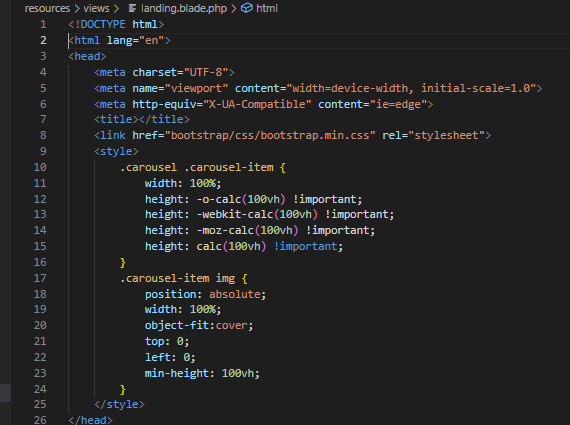 resources > views > landing.blade.php > html
1 <!DOCTYPE html>
2 <html lang="en">
3 <head>
4     <meta charset="UTF-8">
5     <meta name="viewport" content="width=device-width, initial-scale=1.0">
6     <meta http-equiv="X-UA-Compatible" content="ie=edge">
7     <title></title>
8     <link href="bootstrap/css/bootstrap.min.css" rel="stylesheet">
9     <style>
10         .carousel .carousel-item {
11             width: 100%;
12             height: -o-calc(100vh) !important;
13             height: -webkit-calc(100vh) !important;
14             height: -moz-calc(100vh) !important;
15             height: calc(100vh) !important;
16         }
17         .carousel-item img {
18             position: absolute;
19             width: 100%;
20             object-fit:cover;
21             top: 0;
22             left: 0;
23             min-height: 100vh;
24         }
25     </style>
26 </head>